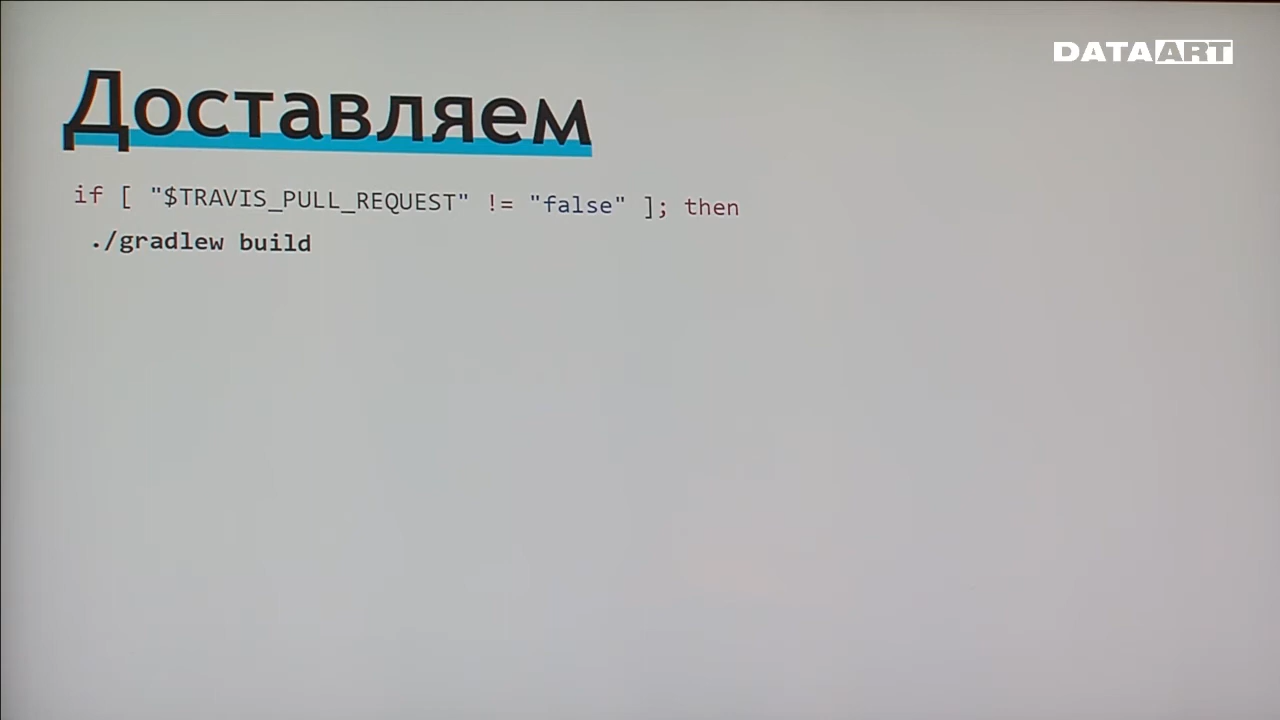 DATAART
Доставляем
if [ "$TRAVIS_PULL_REQUEST" != "false" ]; then
./gradlew build